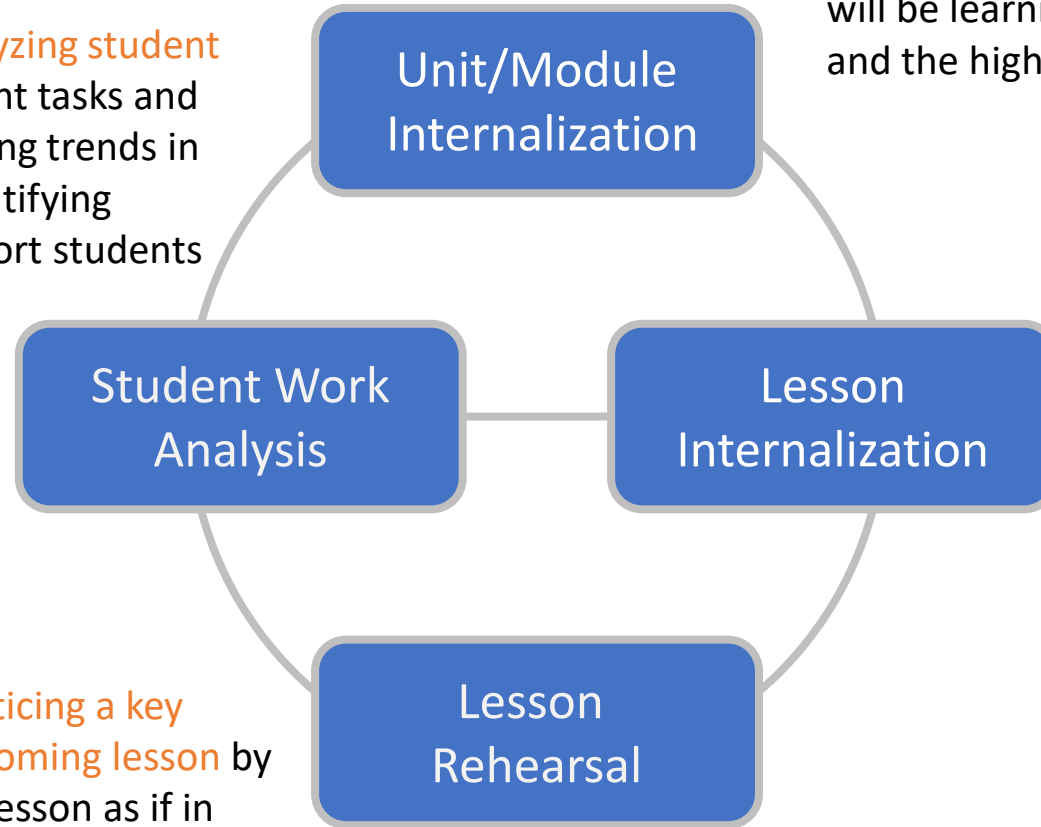 will be learni
and the high
yzing student
nt tasks and
ng trends in
tifying
ort students
Unit/Module
Internalization
Student Work
Analysis
Lesson
Internalization
ticing a key
oming lesson by
esson as if in
Lesson
Rehearsal